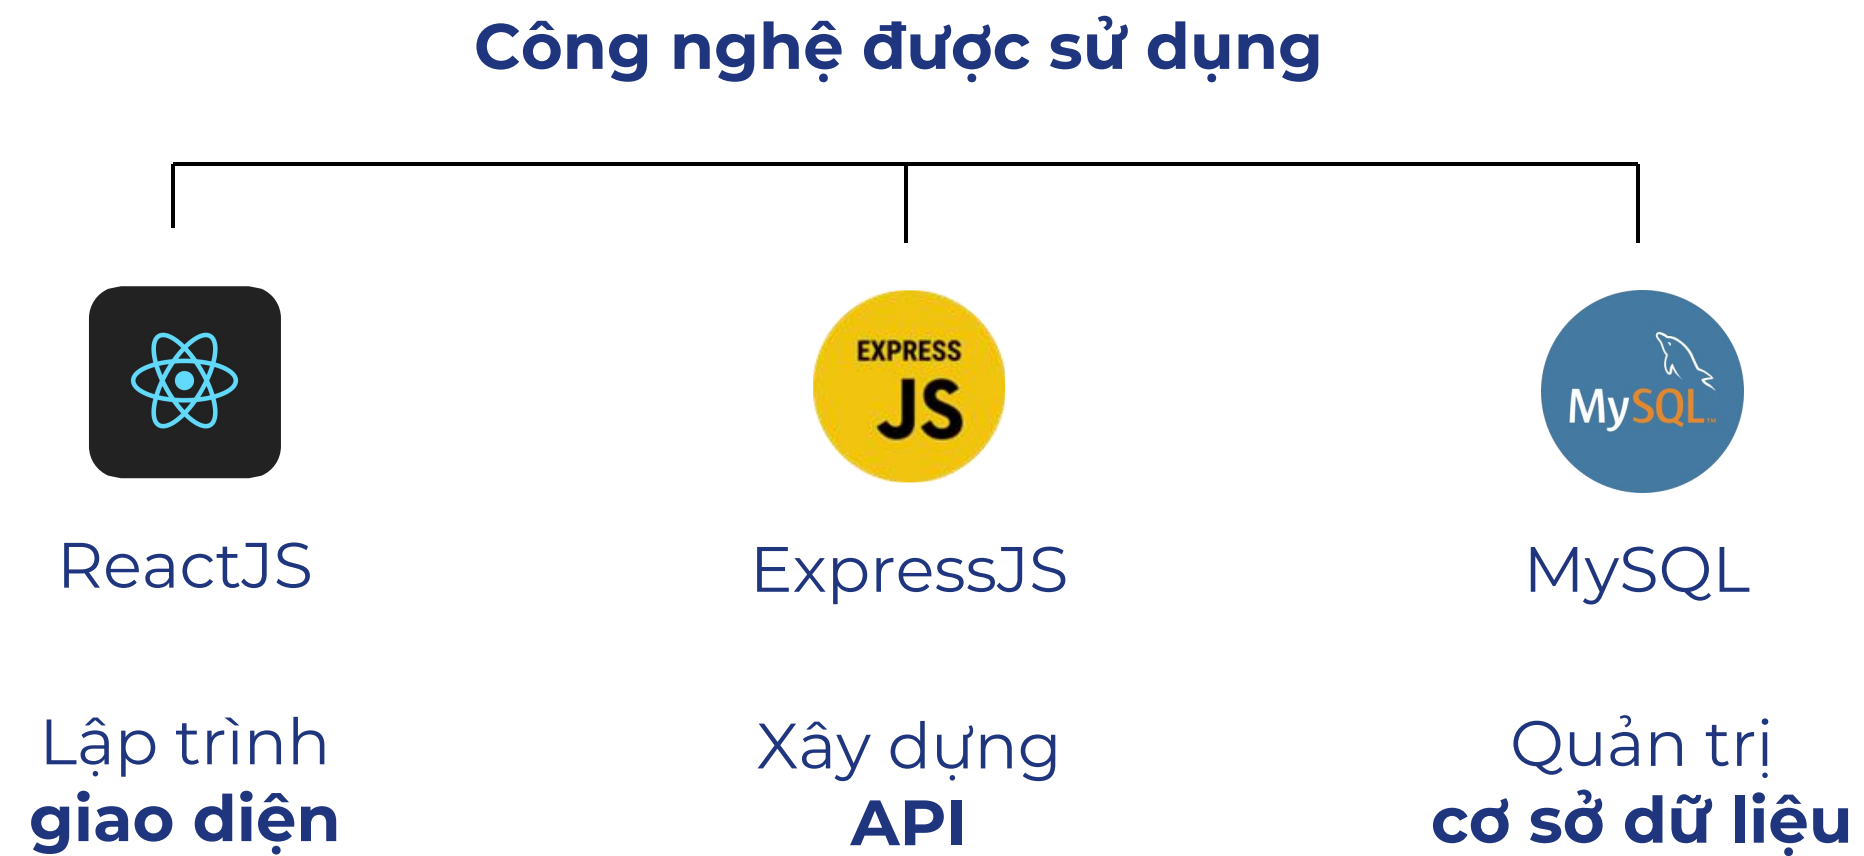 Công nghệ được sử dụng
EXPRESS
JS
MySQL™
ReactJS
ExpressJS
MySQL
Lập trình
giao diện
Xây dựng
API
Quản trị
cơ sở dữ liệu